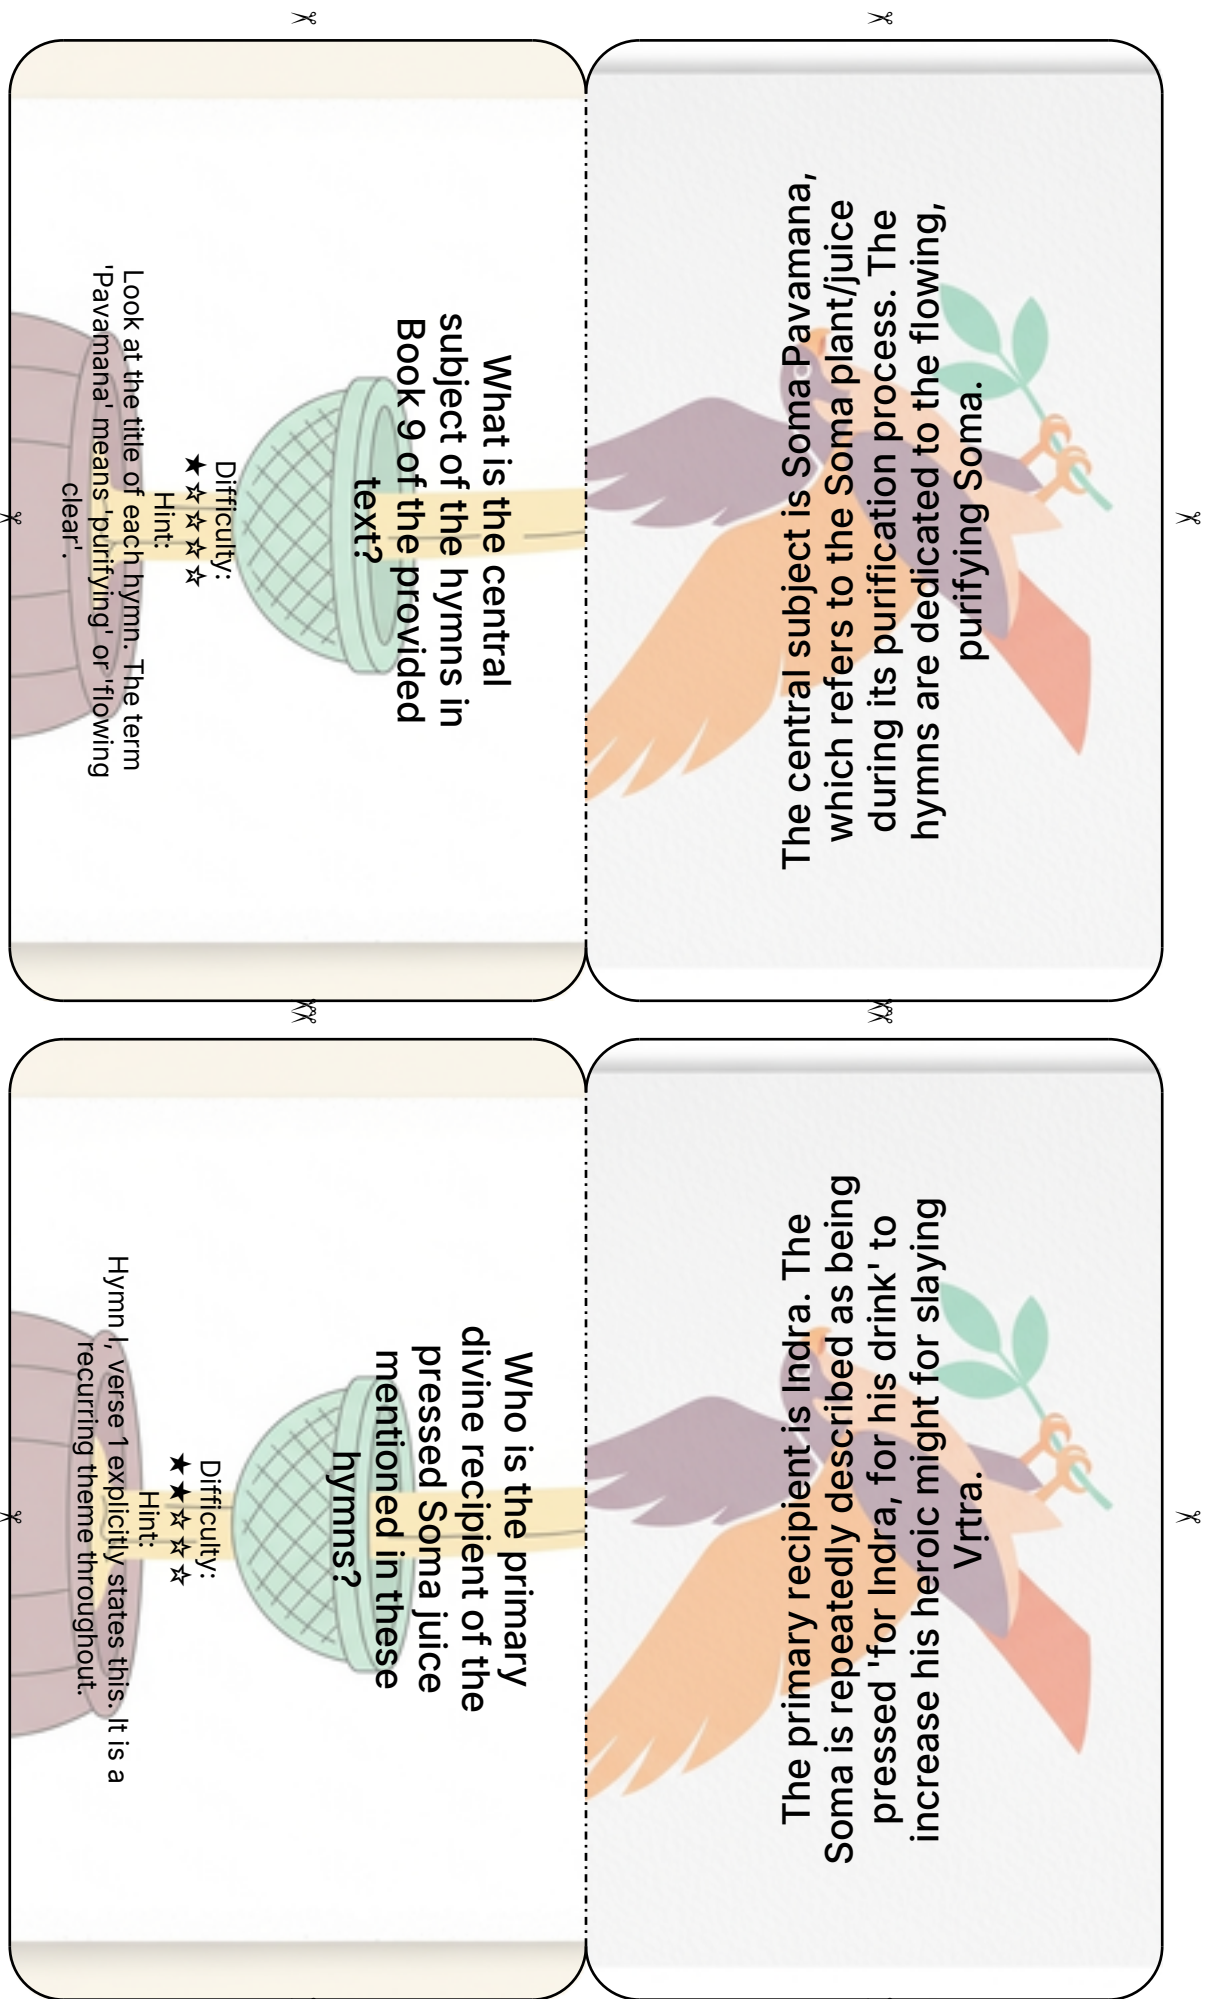 What is the central
subject of the hymns in
Book 9 of the provided
text?
Difficulty:
★☆☆☆☆
Hint:
Look at the title of each hymn. The term
'Pavamana' means 'purifying' or 'flowing
clear'.
The central subject is Soma Pavamana,
which refers to the Soma plant/juice
during its purification process. The
hymns are dedicated to the flowing,
purifying Soma.
Who is the primary
divine recipient of the
pressed Soma juice
mentioned in these
hymns?
Difficulty:
★★☆☆☆
Hint:
Hymn I, verse 1 explicitly states this. It is a
recurring theme throughout.
The primary recipient is Indra. The
Soma is repeatedly described as being
pressed 'for Indra, for his drink' to
increase his heroic might for slaying
Vrtra.